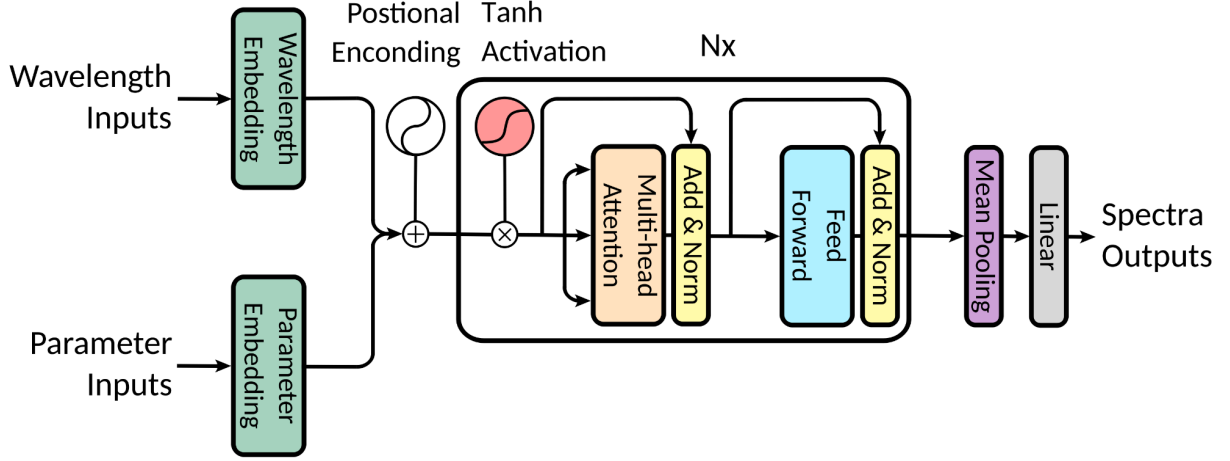 Wavelength
Inputs
Wavelength
Embedding
Postional
Enconding
Tanh
Activation
Nx
Multi-head
Attention
Add & Norm
Feed
Forward
Add & Norm
Mean Pooling
Linear
Spectra
Outputs
Parameter
Inputs
Parameter
Embedding